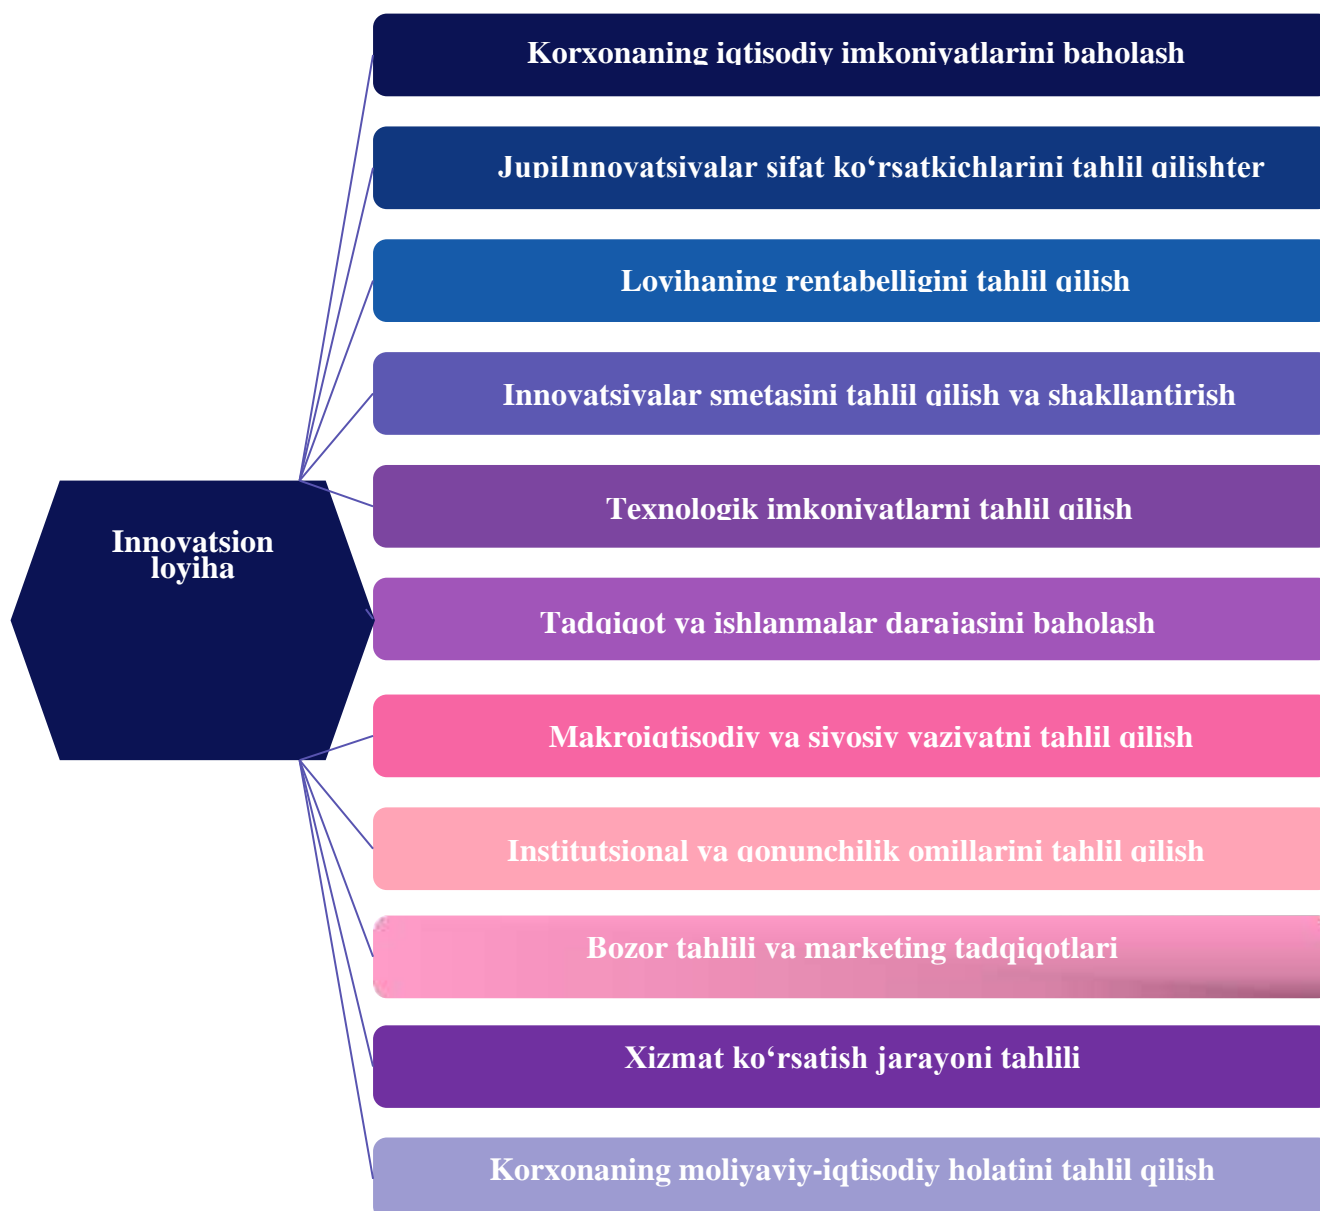 Korxonaning iqtisodiy imkoniyatlarini baholash
JupiInnovatsiyalar sifat ko‘rsatkichlarini tahlil qilishter
Loyihaning rentabelligini tahlil qilish
Innovatsiyalar smetasini tahlil qilish va shakllantirish
Texnologik imkoniyatlarni tahlil qilish
Innovatsion
loyiha
Tadqiqot va ishlanmalar darajasini baholash
Makroiqtisodiy va siyosiy vaziyatni tahlil qilish
Institutsional va qonunchilik omillarini tahlil qilish
Bozor tahlili va marketing tadqiqotlari
Xizmat ko‘rsatish jarayoni tahlili
Korxonaning moliyaviy-iqtisodiy holatini tahlil qilish